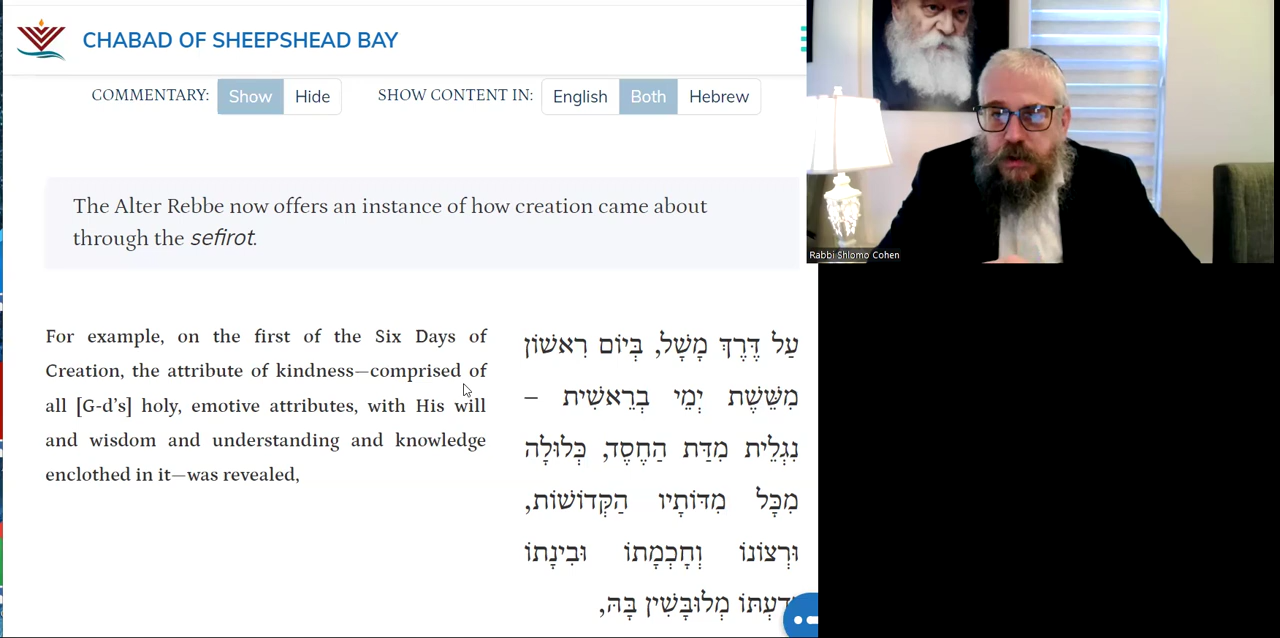 CHABAD OF SHEEPSHEAD BAY
COMMENTARY: Show Hide SHOW CONTENT IN: English Both Hebrew
The Alter Rebbe now offers an instance of how creation came about
through the sefirot.
For example, on the first of the Six Days of
Creation, the attribute of kindness—comprised of
all [G-d’s] holy, emotive attributes, with His will
and wisdom and understanding and knowledge
enclothed in it—was revealed,
עַל דֶּרֶךְ מָשָׁל, בְּיוֹם רִאשׁוֹן
מִשֵּׁשֶׁת יְמֵי בְרֵאשִׁית –
נִגְלֵית מִדַּת הַחֶסֶד, כְּלוּלָה
מִכָּל מִדּוֹתָיו הַקְּדוֹשׁוֹת,
וּרְצוֹנוֹ וְחָכְמָתוֹ וּבִינָתוֹ
וְדַעְתּוֹ מְלוּבָּשִׁין בָּהּ,
Rabbi Shlomo Cohen